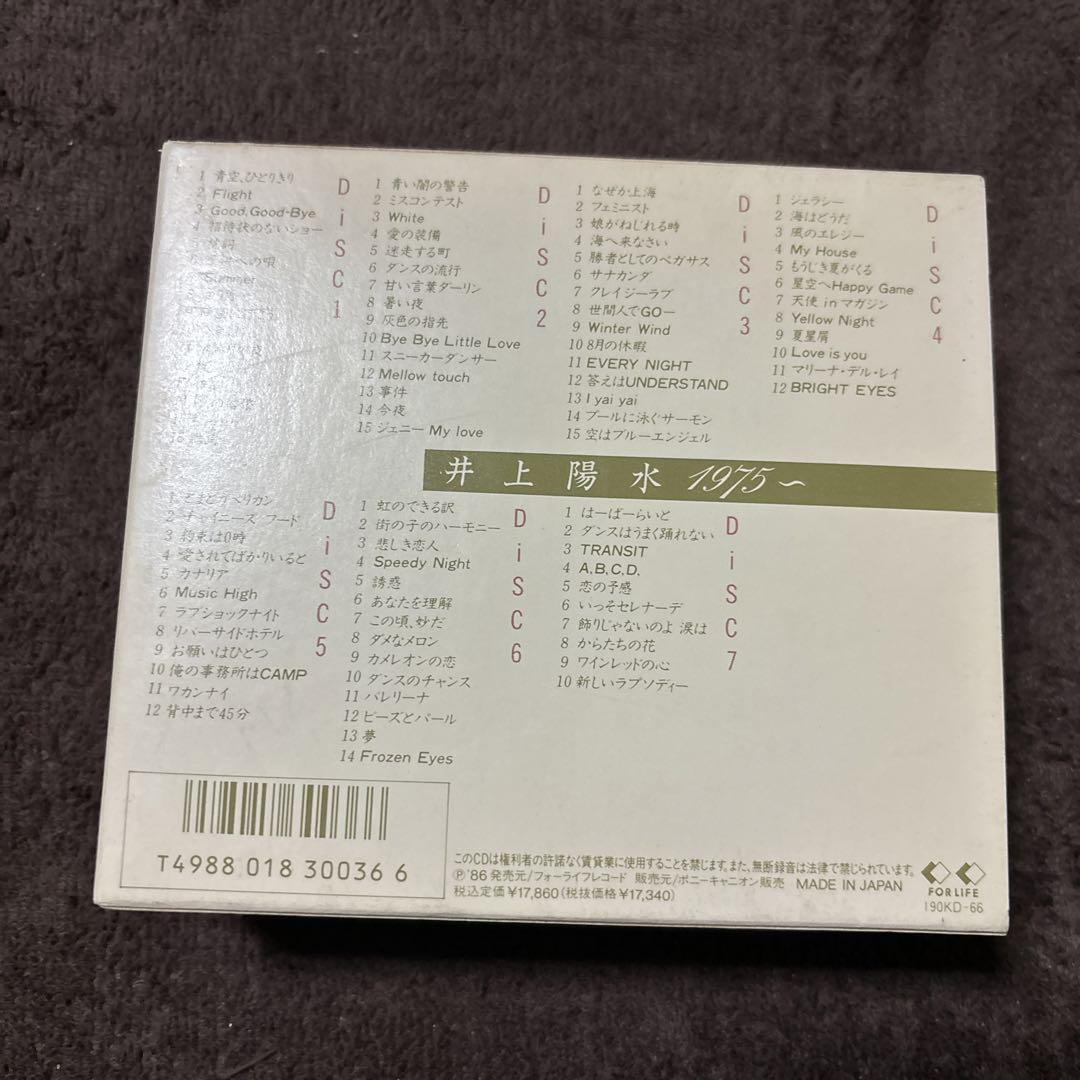 1 青空、ひとりきり
2 Flight
3 Good, Good-Bye
4 招待状のないショー
5 枕詞
Summer
DiSC 1
1 青い闇の警告
2 ミスコンテスト
3 White
4 愛の装備
5 迷走する町
6 ダンスの流行
7 甘い言葉ダーリン
8 暑い夜
9 灰色の指先
10 Bye Bye Little Love
11 スニーカーダンサー
12 Mellow touch
13 事件
14 今夜
15 ジェニー My love
DiSC 2
1 なぜか上海
2 フェミニスト
3 娘がねじれる時
4 海へ来なさい
5 勝者としてのペガサス
6 サナカンダ
7 クレイジーラブ
8 世間人でGO—
9 Winter Wind
10 8月の休暇
11 EVERY NIGHT
12 答えはUNDERSTAND
13 I yai yai
14 プールに泳ぐサーモン
15 空はブルーエンジェル
DiSC 3
1 ジェラシー
2 海はどうだ
3 風のエレジー
4 My House
5 もうじき夏がくる
6 星空へHappy Game
7 天使 in マガジン
8 Yellow Night
9 夏星屑
10 Love is you
11 マリーナ・デル・レイ
12 BRIGHT EYES
DiSC 4
井上陽水 1975〜
1 とまどうペリカン
2 チャイニーズフード
3 約束は0時
4 愛されてばかりいると
5 カナリア
6 Music High
7 ラブショックナイト
8 リバーサイドホテル
9 お願いはひとつ
10 俺の事務所はCAMP
11 ワカンナイ
12 背中まで45分
DiSC 5
1 虹のできる訳
2 街の子のハーモニー
3 悲しき恋人
4 Speedy Night
5 誘惑
6 あなたを理解
7 この頃、妙だ
8 ダメなメロン
9 カメレオンの恋
10 ダンスのチャンス
11 バレリーナ
12 ビーズとパール
13 夢
14 Frozen Eyes
DiSC 6
1 はーばーらいと
2 ダンスはうまく踊れない
3 TRANSIT
4 A,B,C,D,
5 恋の予感
6 いっそセレナーデ
7 飾りじゃないのよ 涙は
8 からたちの花
9 ワインレッドの心
10 新しいラプソディー
DiSC 7
T4988 018 30036 6
このCDは権利者の許諾なく賃貸業に使用することを禁じます。また、無断録音は法律で禁じられています。
Ⓟ'86 発売元/フォーライフレコード 販売元/ポニーキャニオン販売 MADE IN JAPAN
税込定価¥17,860(税抜価格¥17,340)
FOR LIFE
190KD-66